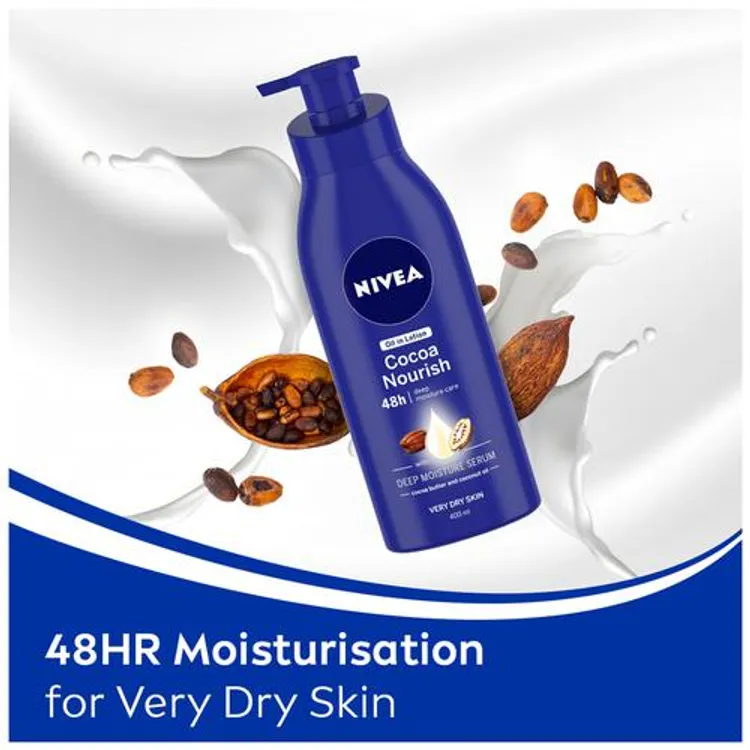 NIVEA
Oil in Lotion
Cocoa
Nourish
48h | deep
moisture care
DEEP MOISTURE SERUM
cocoa butter and coconut oil
VERY DRY SKIN
400 ml
48HR Moisturisation
for Very Dry Skin